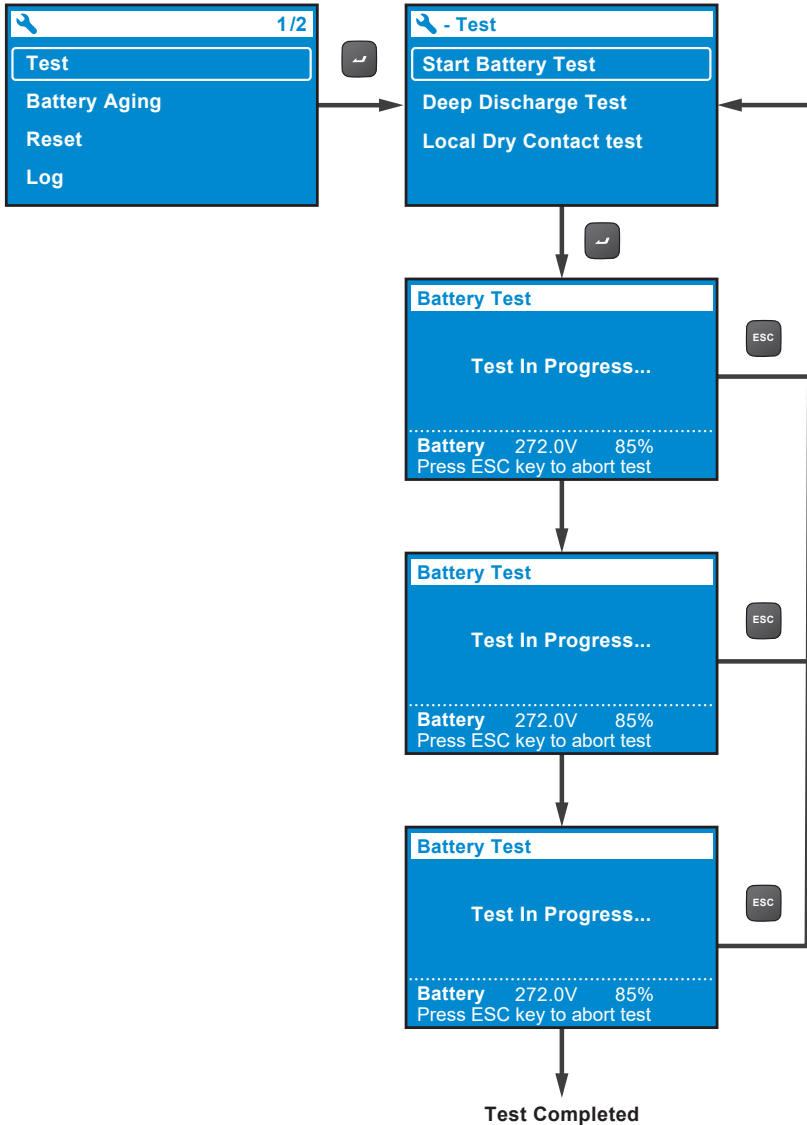 1/2
Test
Battery Aging
Reset
Log
- Test
Start Battery Test
Deep Discharge Test
Local Dry Contact test
Battery Test
Test In Progress...
Battery 272.0V 85%
Press ESC key to abort test
ESC
Battery Test
Test In Progress...
Battery 272.0V 85%
Press ESC key to abort test
ESC
Battery Test
Test In Progress...
Battery 272.0V 85%
Press ESC key to abort test
ESC
Test Completed